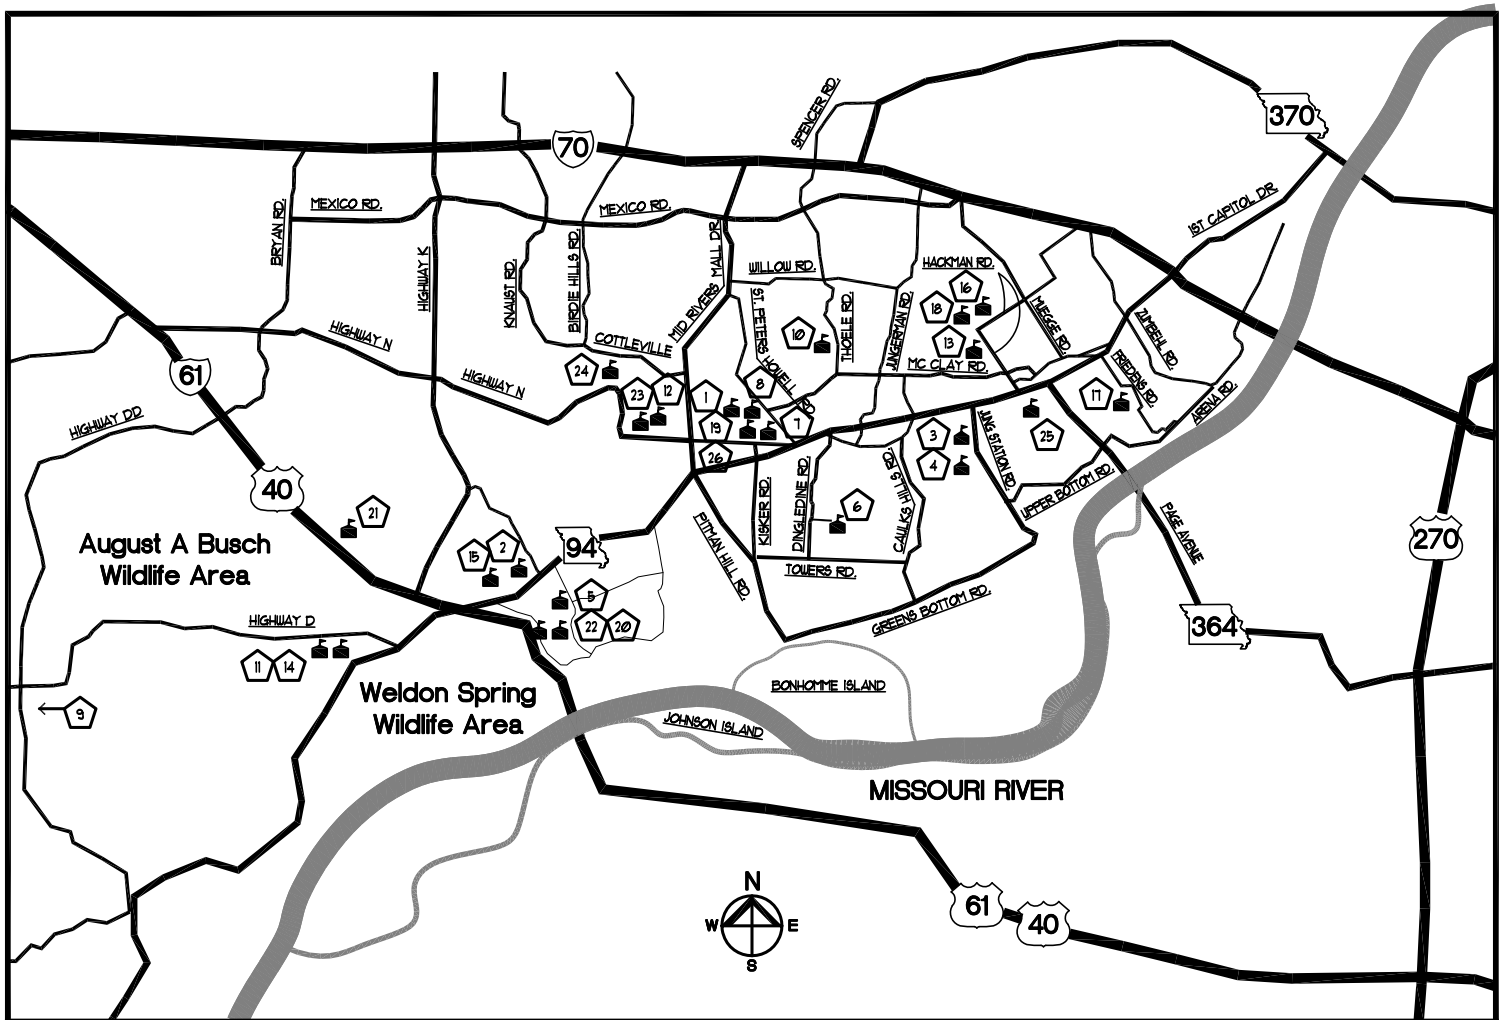 370
SPENCER RD.
70
1ST CAPITOL DR.
MEXICO RD.
MEXICO RD.
BRYAN RD.
HIGHWAY K
KNAUST RD.
BIRDIE HILLS RD.
MID RIVERS MALL DR.
WILLOW RD.
HACKMAN RD.
16
18
13
ST. PETERS HOWELL RD.
10
THOELE RD.
JUNGERMAN RD.
MUEGGE RD.
ZUMBEHL RD.
HIGHWAY N
COTTLEVILLE
MC CLAY RD.
FRIEDENS RD.
61
24
HIGHWAY N
23
12
1
8
17
ARENA RD.
HIGHWAY DD
19
7
3
JUNG STATION RD.
25
26
4
40
KISKER RD.
DINGLEDINE RD.
6
CAULKS HILLS RD.
UPPER BOTTOM RD.
21
PITMAN HILL RD.
PAGE AVENUE
270
August A Busch
Wildlife Area
15
2
94
TOWERS RD.
5
HIGHWAY D
22
20
GREENS BOTTOM RD.
364
11
14
Weldon Spring
Wildlife Area
BONHOMME ISLAND
9
JOHNSON ISLAND
MISSOURI RIVER
N
W
E
S
61
40